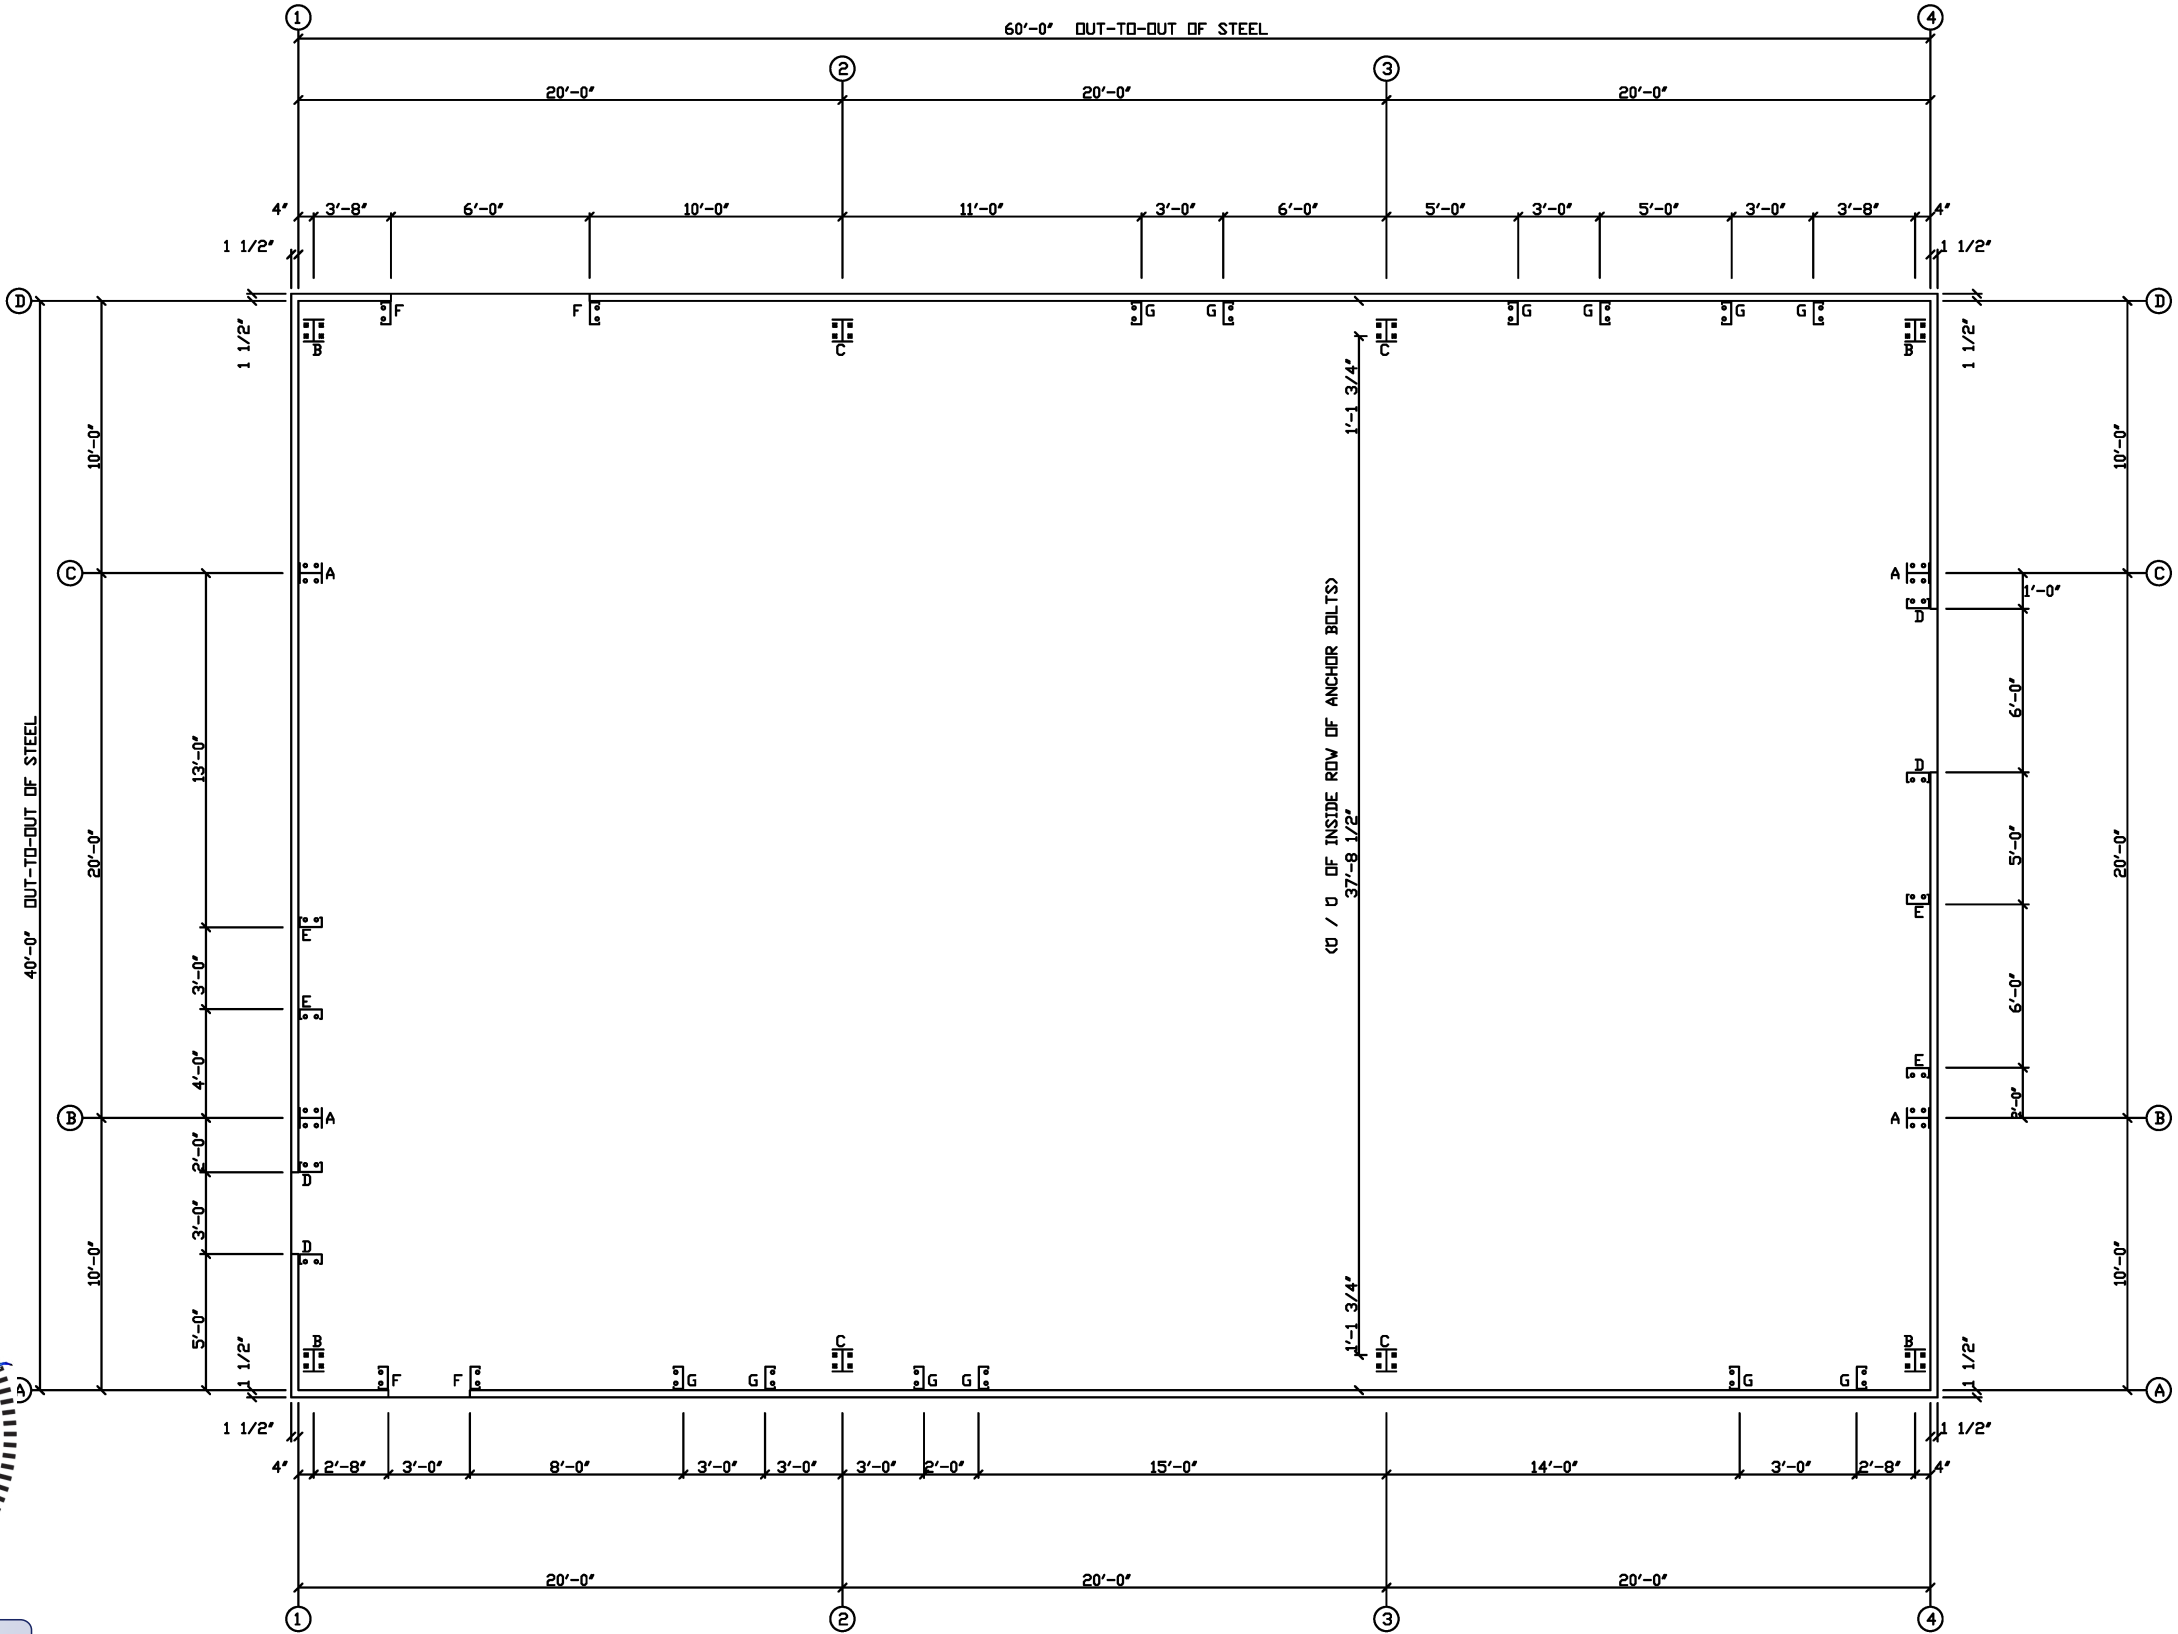 1 4
60'-0" OUT-TO-OUT OF STEEL
2 3
20'-0" 20'-0" 20'-0"
4" 3'-8" 6'-0" 10'-0" 11'-0" 3'-0" 6'-0" 5'-0" 3'-0" 5'-0" 3'-0" 3'-8" 4"
1 1/2" 1 1/2"
D D
F F G G G G G G
1 1/2" B C C B 1 1/2"
1'-1 3/4"
10'-0" 10'-0"
C A A C
1'-0"
D
(O / O OF INSIDE ROW OF ANCHOR BOLTS)
37'-8 1/2"
6'-0"
13'-0"
D
40'-0" OUT-TO-OUT OF STEEL
20'-0" 5'-0" 20'-0"
E E
3'-0" 6'-0"
E
4'-0" E
B A A B
2'-0"
D
3'-0"
D
10'-0" 10'-0"
5'-0" 1'-1 3/4"
1 1/2" B C C B 1 1/2"
F F G G G G G G
A A
1 1/2" 1 1/2"
4" 2'-8" 3'-0" 8'-0" 3'-0" 3'-0" 3'-0" 2'-0" 15'-0" 14'-0" 3'-0" 2'-8" 4"
20'-0" 20'-0" 20'-0"
1 2 3 4